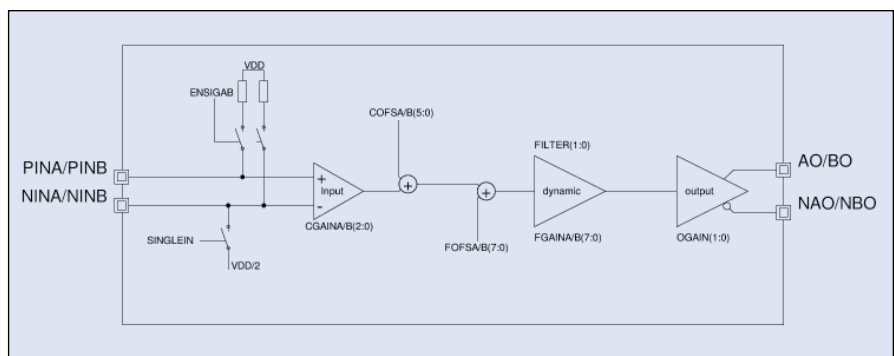 VDD
ENSIGAB
COFSA/B(5:0)
PINA/PINB
FILTER(1:0)
AO/BO
+
Input
-
+
+
dynamic
output
NINA/NINB
NAO/NBO
CGAINA/B(2:0)
SINGLEIN
FOFSA/B(7:0)
FGAINA/B(7:0)
OGAIN(1:0)
VDD/2